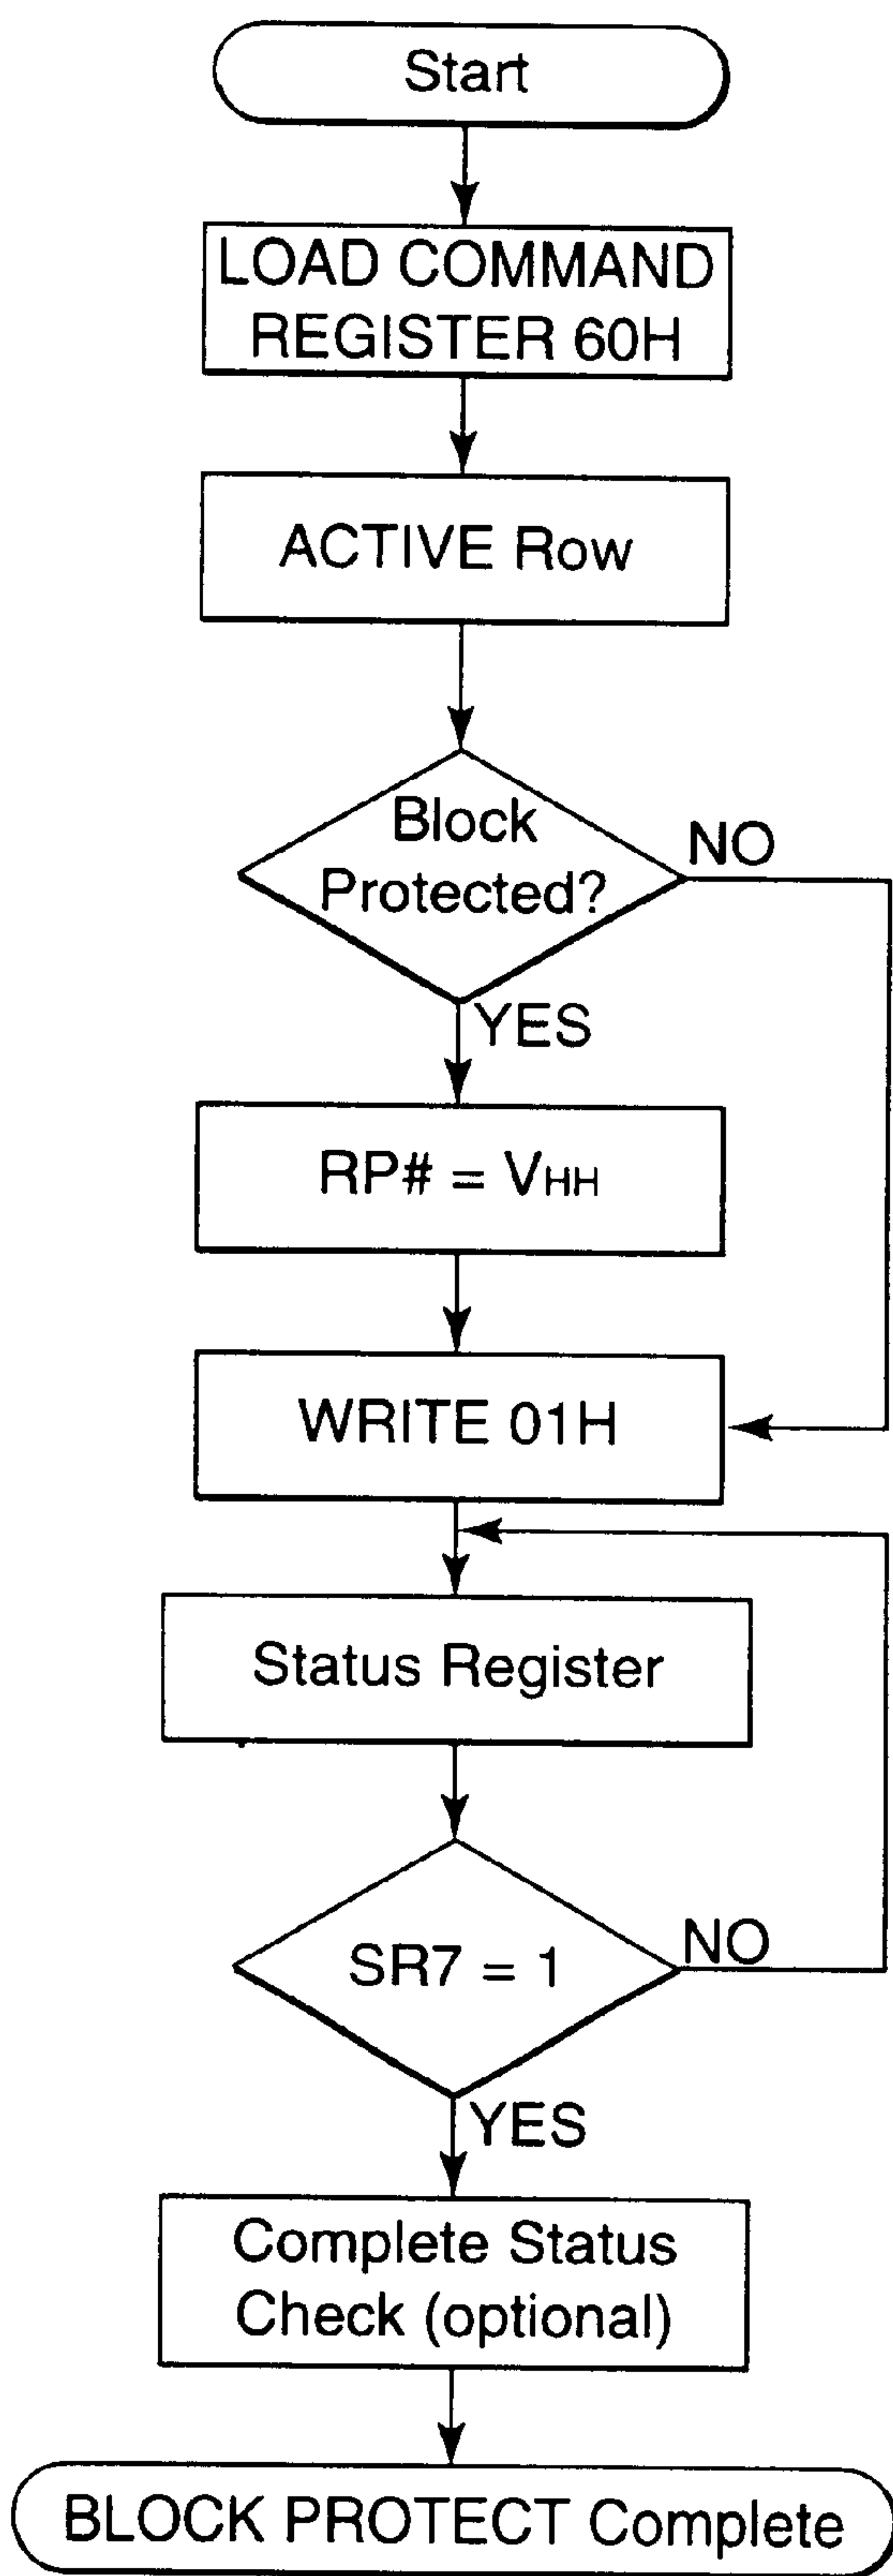 Start
LOAD COMMAND
REGISTER 60H
ACTIVE Row
Block
Protected?
NO
YES
RP# = VHH
WRITE 01H
Status Register
SR7 = 1
NO
YES
Complete Status
Check (optional)
BLOCK PROTECT Complete